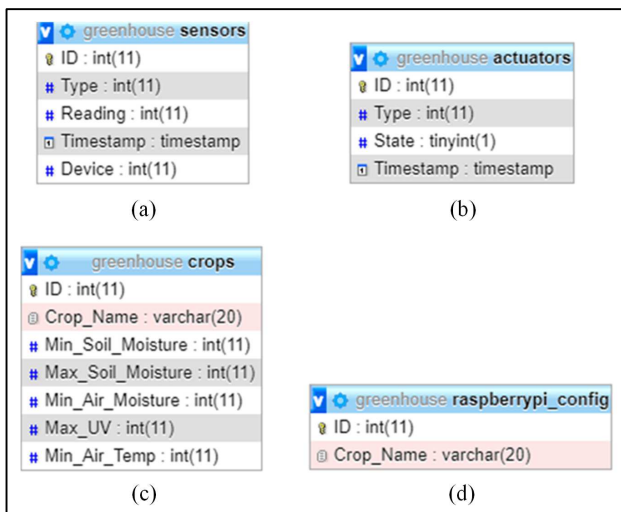 greenhouse sensors
ID : int(11)
# Type : int(11)
# Reading : int(11)
Timestamp : timestamp
# Device : int(11)
(a)
greenhouse actuators
ID : int(11)
# Type : int(11)
# State : tinyint(1)
Timestamp : timestamp
(b)
greenhouse crops
ID : int(11)
Crop_Name : varchar(20)
# Min_Soil_Moisture : int(11)
# Max_Soil_Moisture : int(11)
# Min_Air_Moisture : int(11)
# Max_UV : int(11)
# Min_Air_Temp : int(11)
(c)
greenhouse raspberrypi_config
ID : int(11)
Crop_Name : varchar(20)
(d)